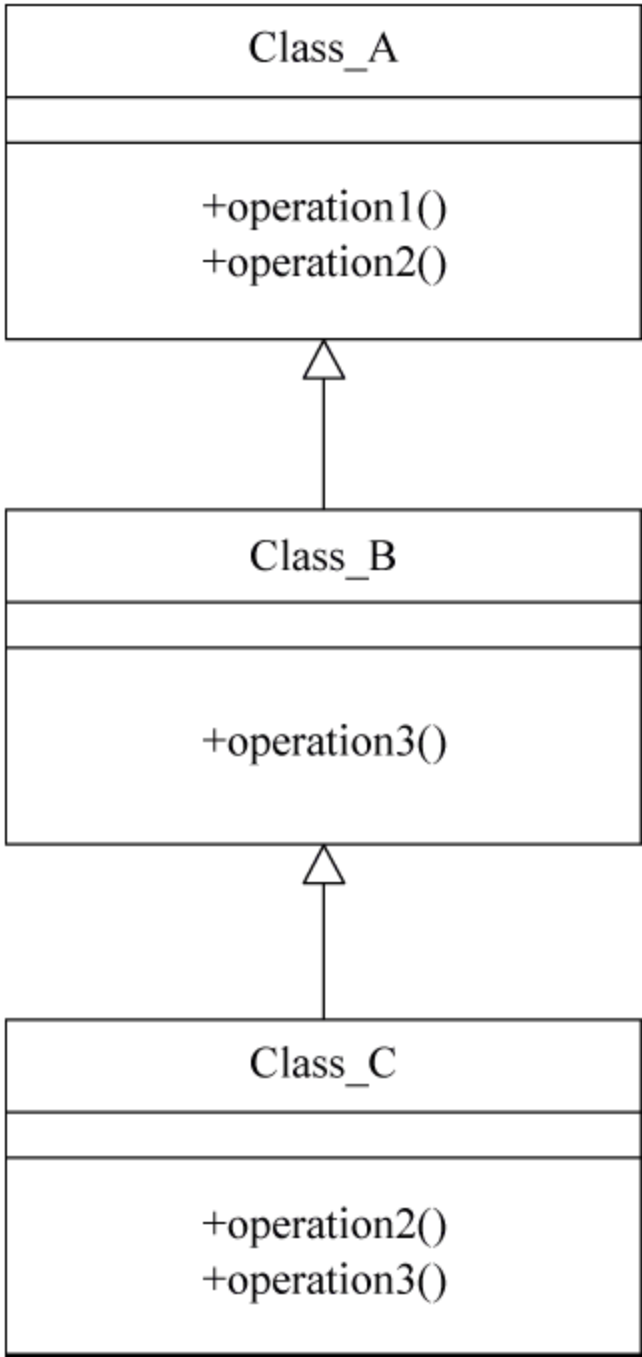 Class_A
+operation1()
+operation2()
Class_B
+operation3()
Class_C
+operation2()
+operation3()